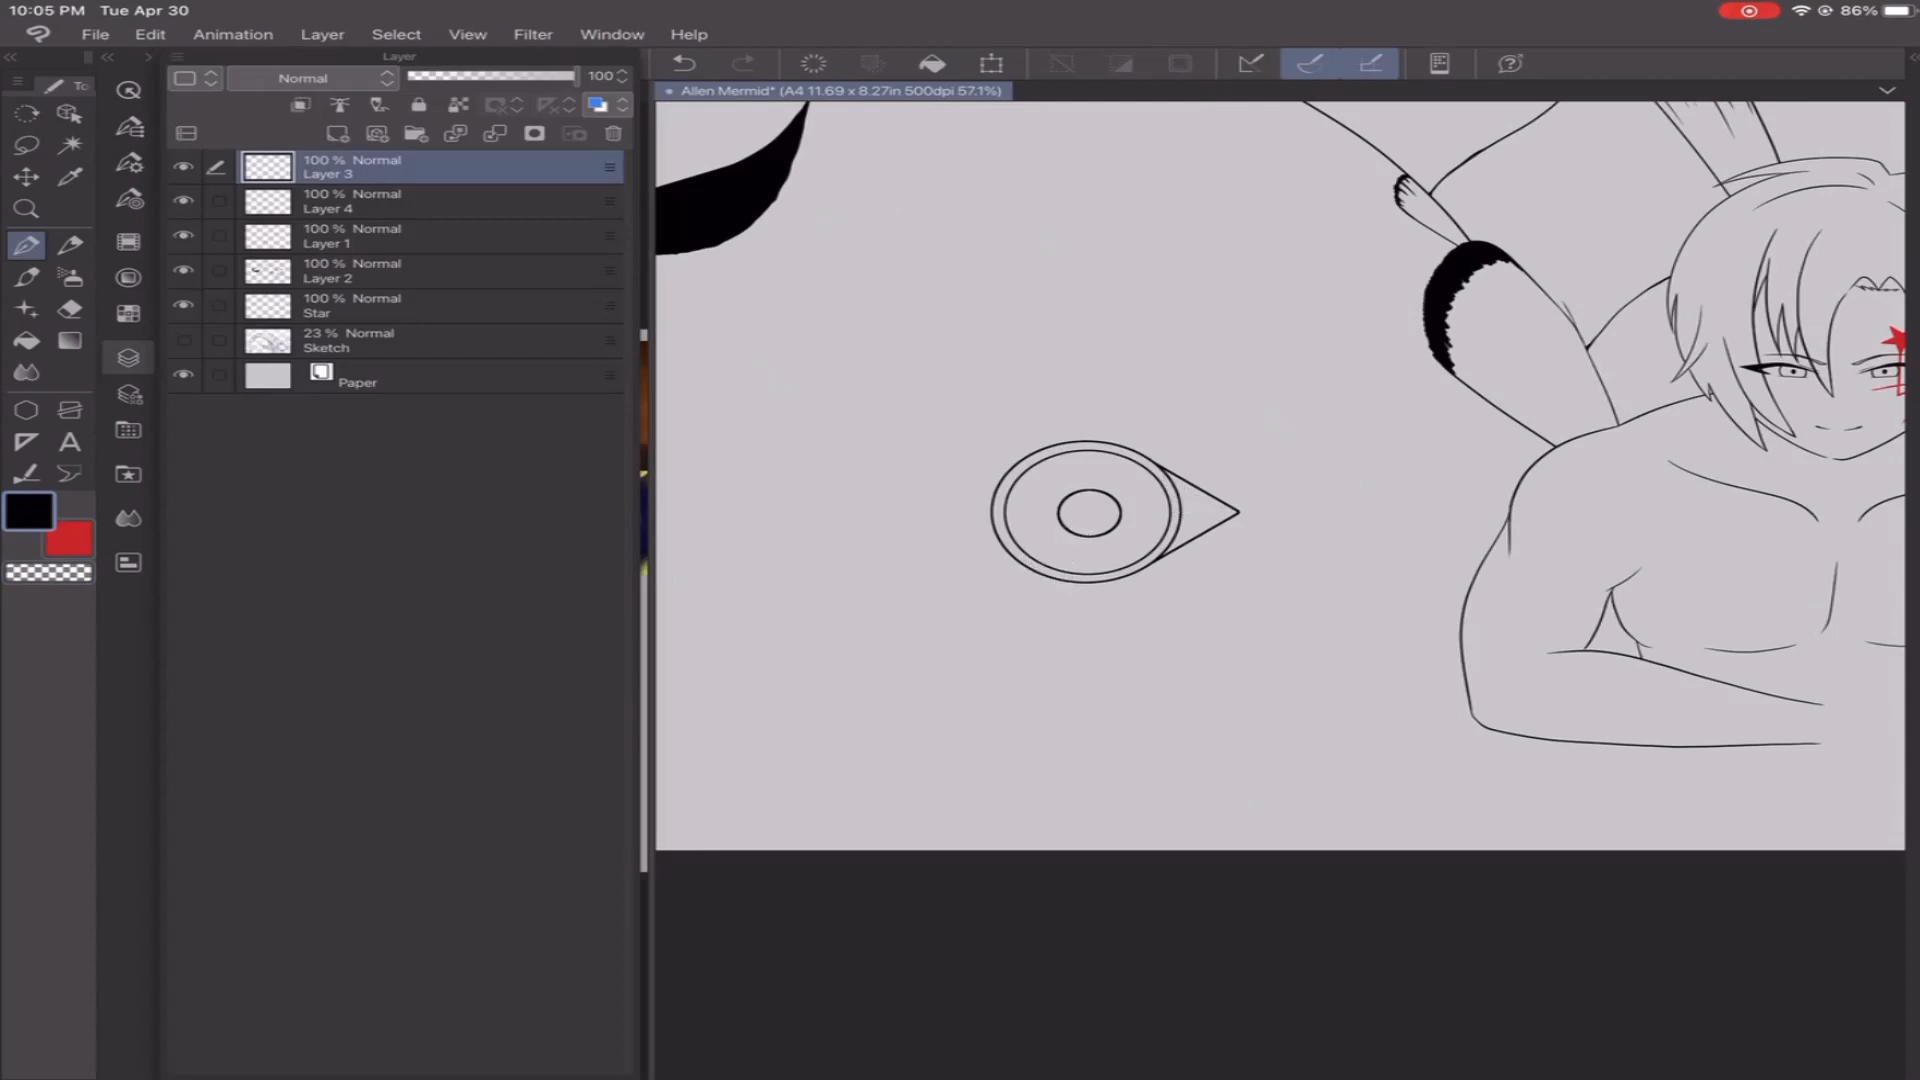 10:05 PM Tue Apr 30
86%
File Edit Animation Layer Select View Filter Window Help
Layer
To
Normal 100
Allen Mermid* (A4 11.69 x 8.27in 500dpi 57.1%)
100 % Normal
Layer 3
100 % Normal
Layer 4
100 % Normal
Layer 1
100 % Normal
Layer 2
100 % Normal
Star
23 % Normal
Sketch
Paper